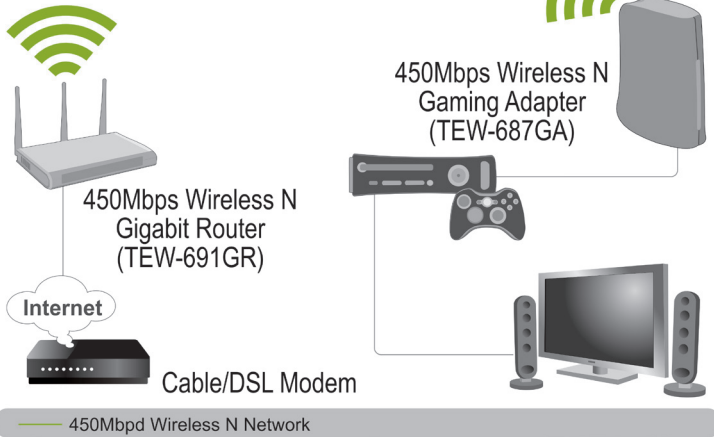 450Mbps Wireless N
Gaming Adapter
(TEW-687GA)
450Mbps Wireless N
Gigabit Router
(TEW-691GR)
Internet
Cable/DSL Modem
450Mbpd Wireless N Network